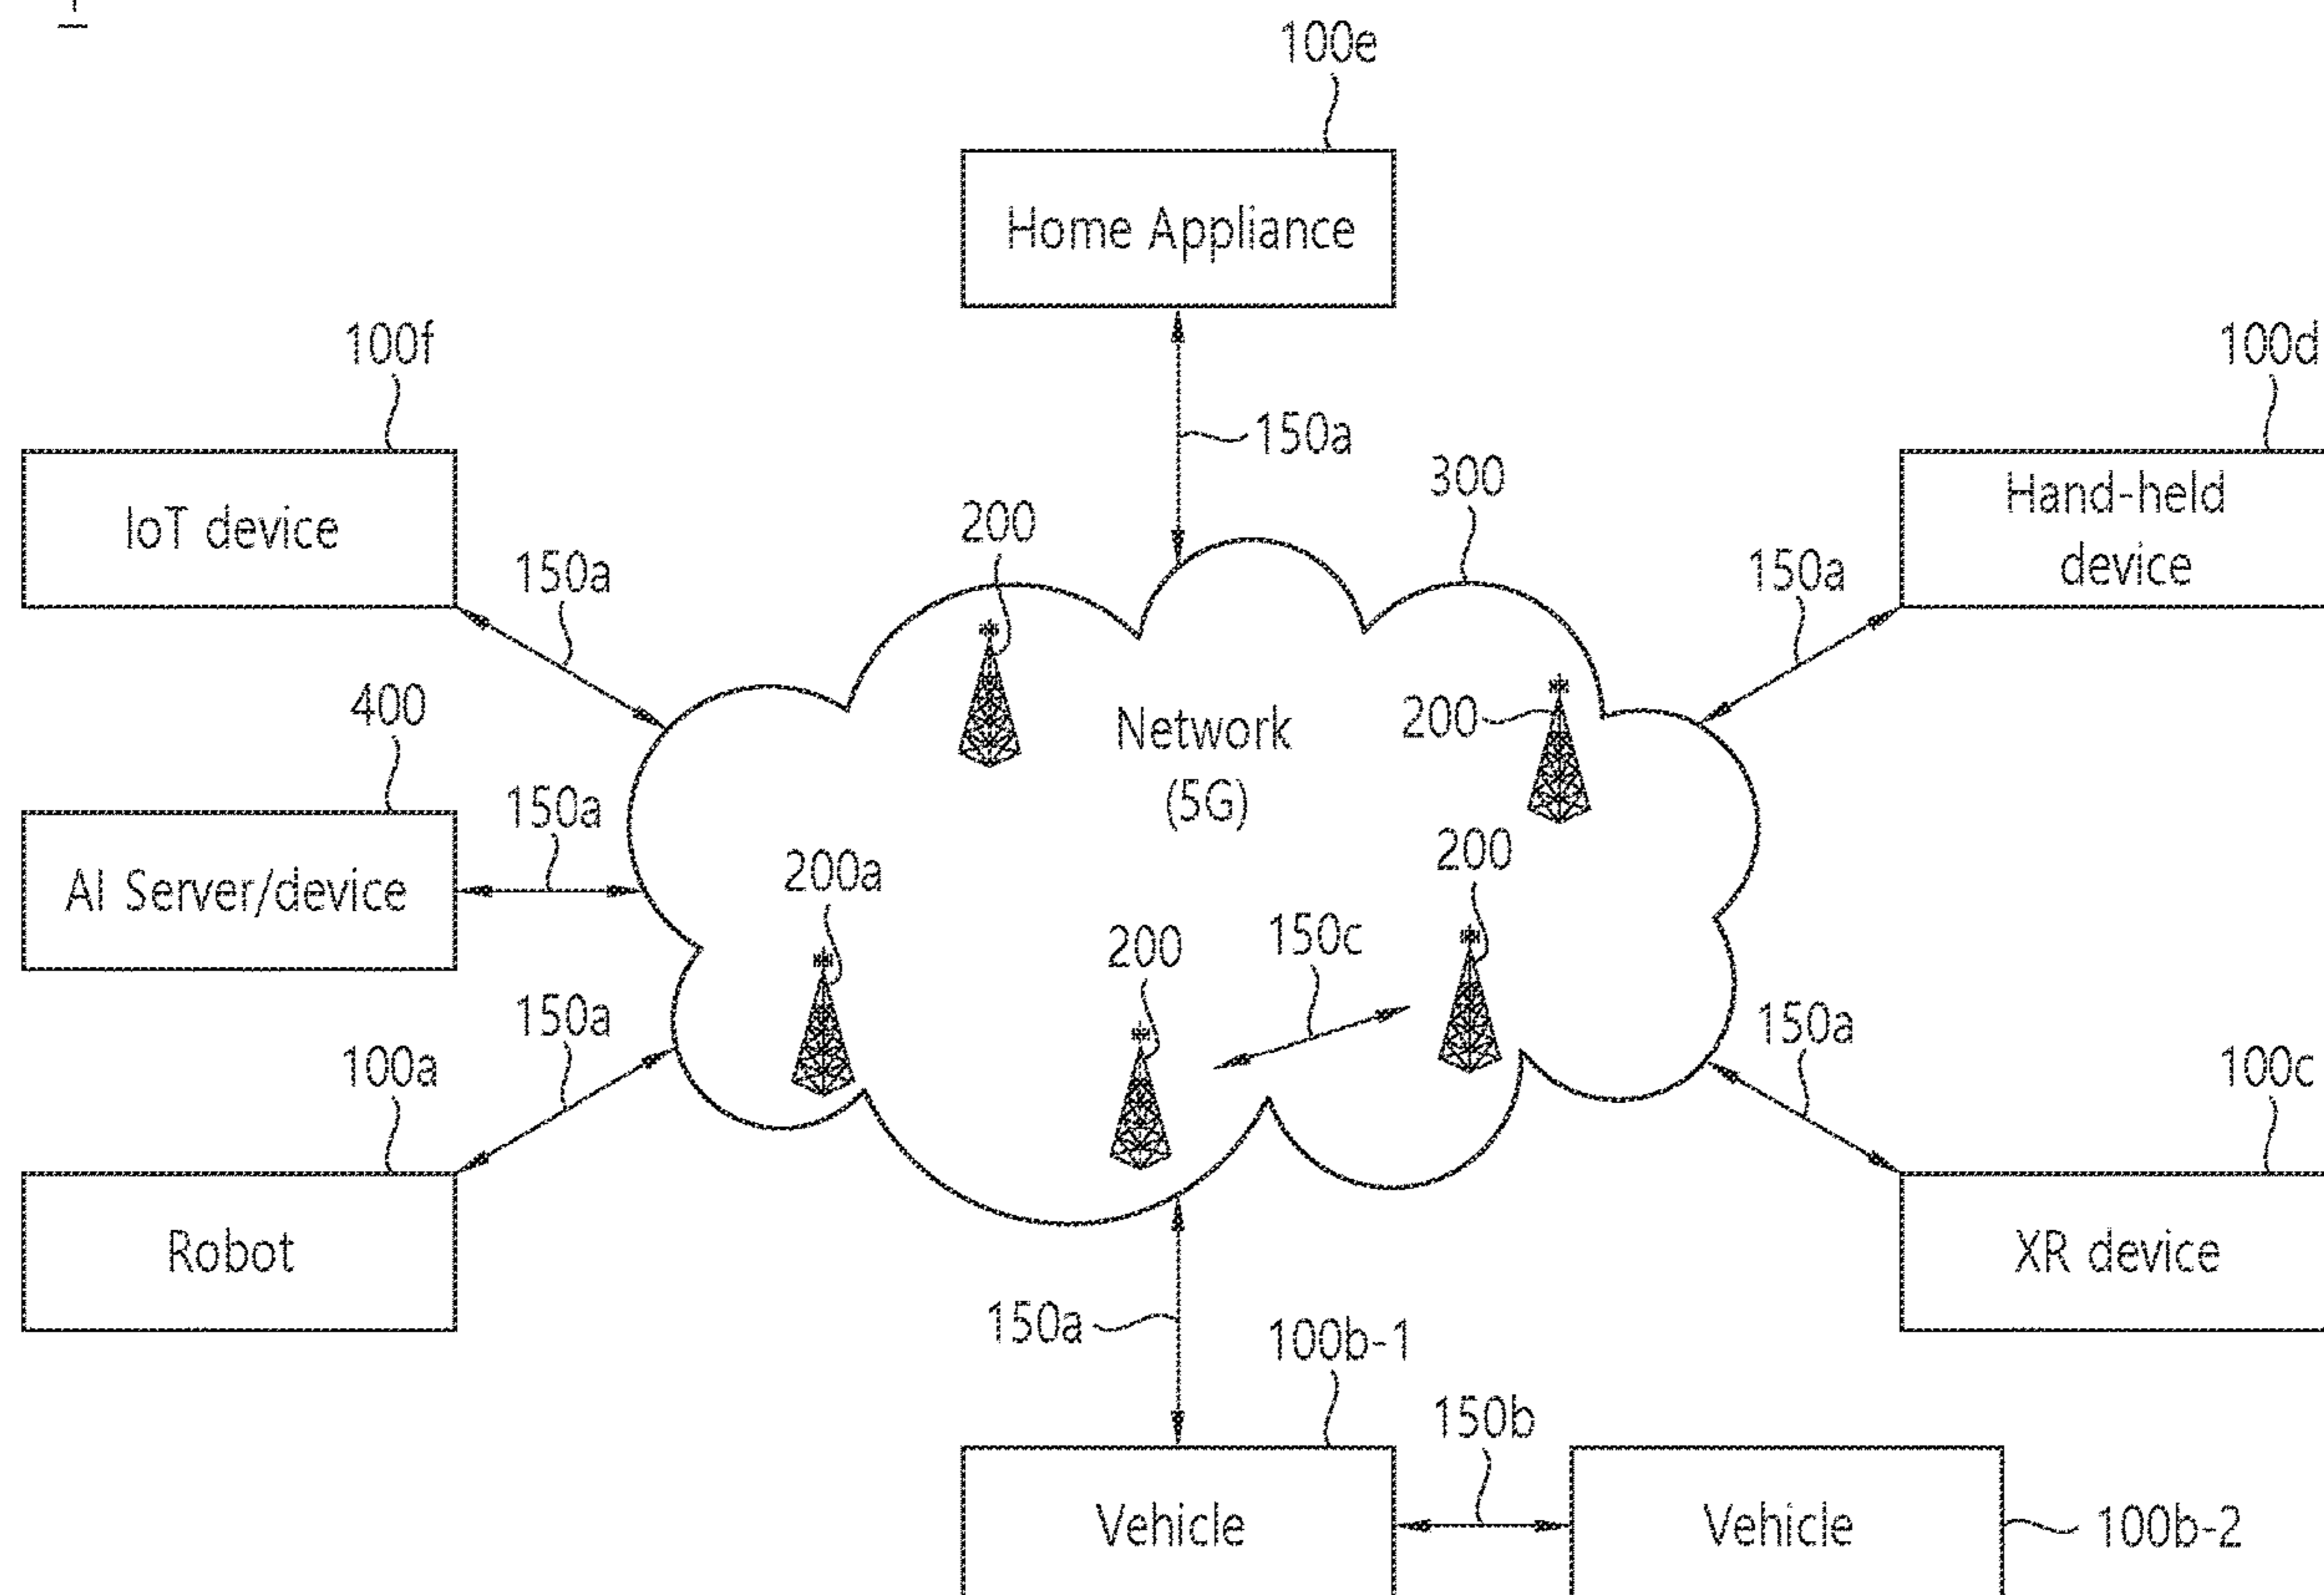 1
100e
Home Appliance
100f
100d
150a
300
IoT device
Hand-held
device
200
150a
150a
400
200
Network
(5G)
150a
200
AI Server/device
200a
200
150c
150a
150a
100a
100c
Robot
XR device
150a
100b-1
150b
Vehicle
Vehicle
100b-2